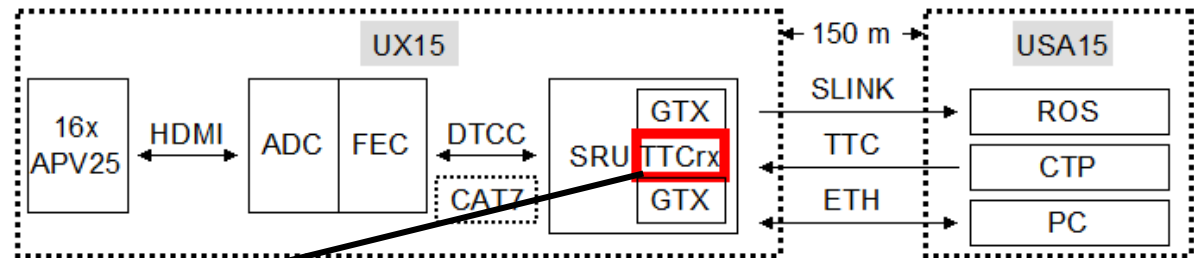 UX15
150 m
USA15
16x
APV25
HDMI
ADC
FEC
DTCC
CAT7
SRU
GTX
TTCrx
GTX
SLINK
TTC
ETH
ROS
CTP
PC